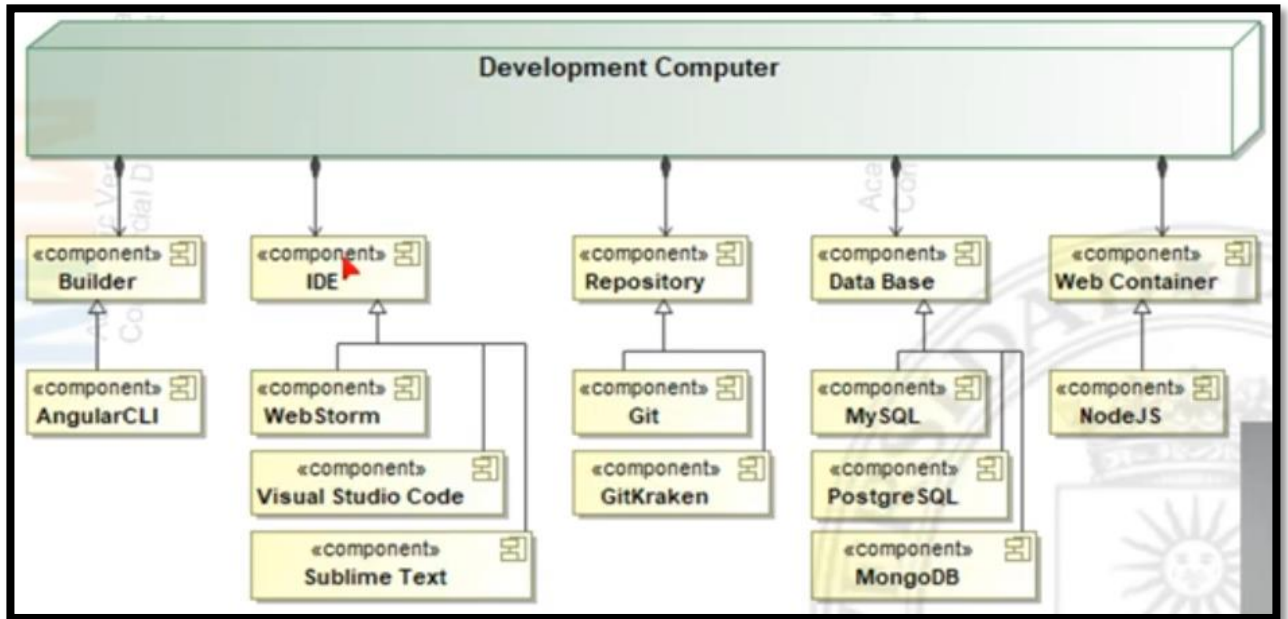 Development Computer
«component»
Builder
«component»
IDE
«component»
Repository
«component»
Data Base
«component»
Web Container
«component»
AngularCLI
«component»
WebStorm
«component»
Git
«component»
MySQL
«component»
NodeJS
«component»
Visual Studio Code
«component»
GitKraken
«component»
PostgreSQL
«component»
Sublime Text
«component»
MongoDB